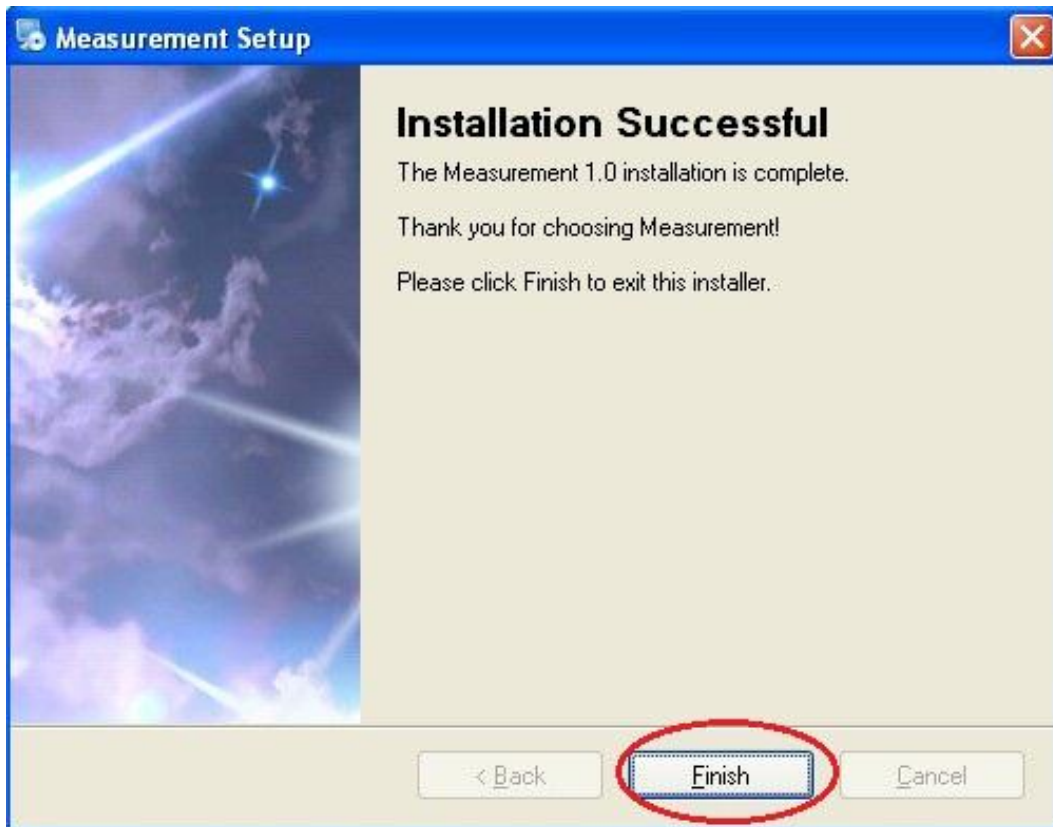 Measurement Setup
Installation Successful
The Measurement 1.0 installation is complete.
Thank you for choosing Measurement!
Please click Finish to exit this installer.
< Back
Finish
Cancel